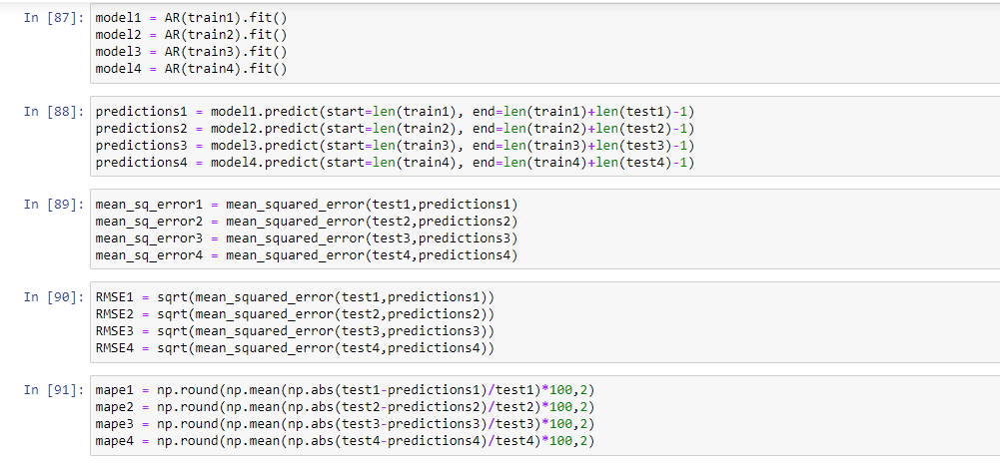 In [87]: model1 = AR(train1).fit()
model2 = AR(train2).fit()
model3 = AR(train3).fit()
model4 = AR(train4).fit()
In [88]: predictions1 = model1.predict(start=len(train1), end=len(train1)+len(test1)-1)
predictions2 = model2.predict(start=len(train2), end=len(train2)+len(test2)-1)
predictions3 = model3.predict(start=len(train3), end=len(train3)+len(test3)-1)
predictions4 = model4.predict(start=len(train4), end=len(train4)+len(test4)-1)
In [89]: mean_sq_error1 = mean_squared_error(test1,predictions1)
mean_sq_error2 = mean_squared_error(test2,predictions2)
mean_sq_error3 = mean_squared_error(test3,predictions3)
mean_sq_error4 = mean_squared_error(test4,predictions4)
In [90]: RMSE1 = sqrt(mean_squared_error(test1,predictions1))
RMSE2 = sqrt(mean_squared_error(test2,predictions2))
RMSE3 = sqrt(mean_squared_error(test3,predictions3))
RMSE4 = sqrt(mean_squared_error(test4,predictions4))
In [91]: mape1 = np.round(np.mean(np.abs(test1-predictions1)/test1)*100,2)
mape2 = np.round(np.mean(np.abs(test2-predictions2)/test2)*100,2)
mape3 = np.round(np.mean(np.abs(test3-predictions3)/test3)*100,2)
mape4 = np.round(np.mean(np.abs(test4-predictions4)/test4)*100,2)